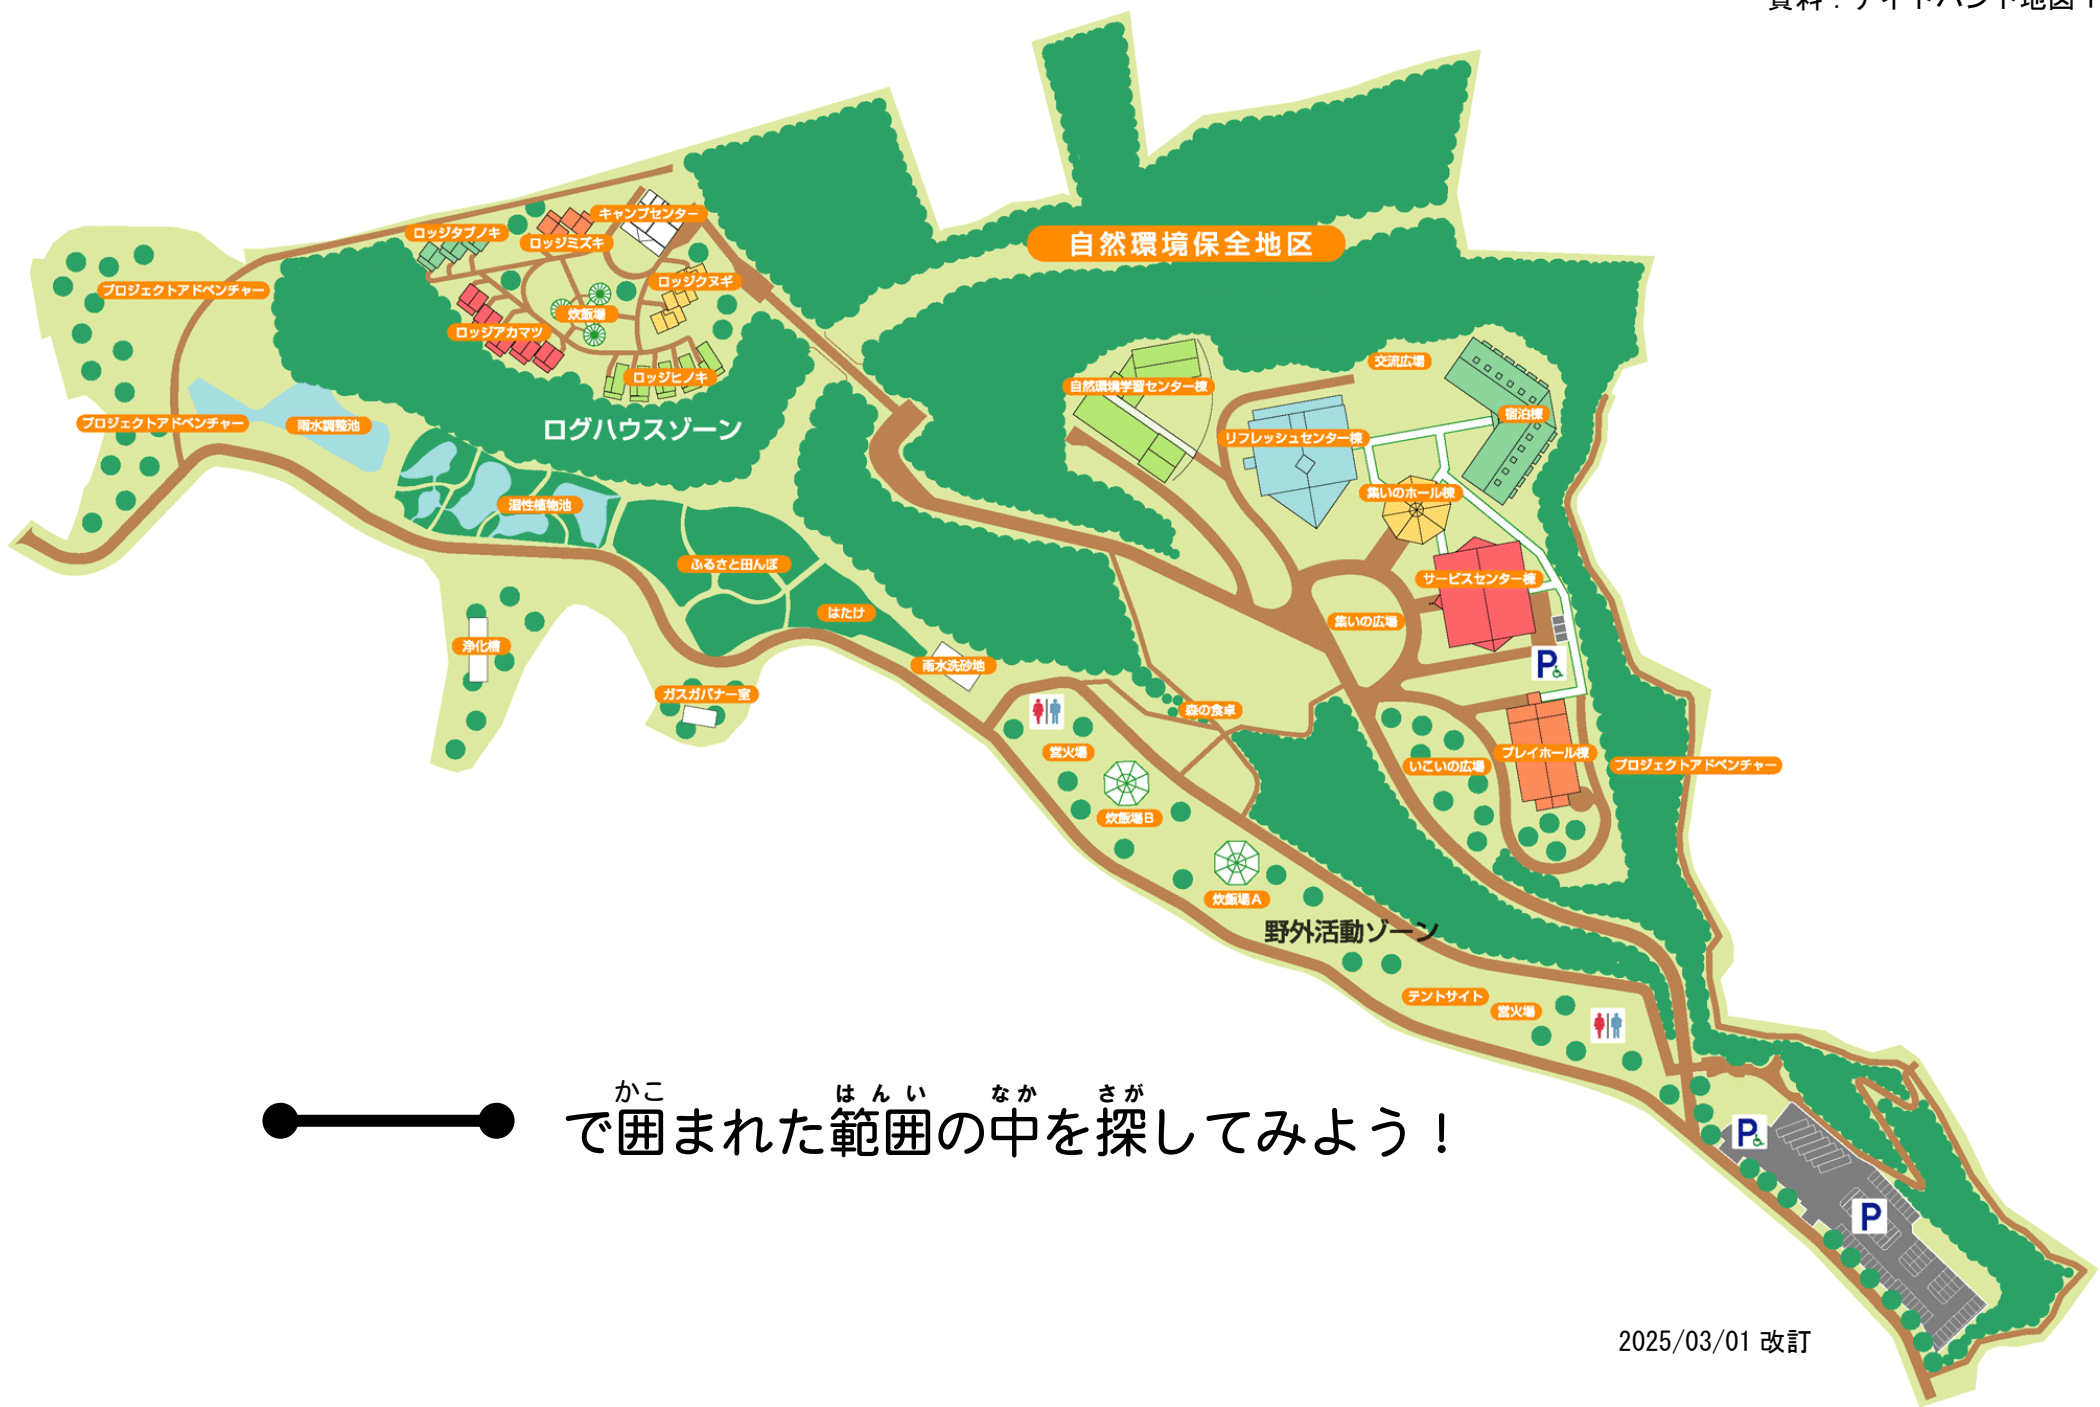 自然環境保全地区
キャンプセンター
ロッジタブノキ
ロッジミズキ
プロジェクトアドベンチャー
ロッジクヌギ
炊飯場
ロッジアカマツ
ロッジヒノキ
交流広場
自然環境学習センター棟
宿泊棟
プロジェクトアドベンチャー
雨水調整池
ログハウスゾーン
リフレッシュセンター棟
集いのホール棟
湿性植物池
ふるさと田んぼ
サービスセンター棟
はたけ
集いの広場
浄化槽
雨水洗砂地
P
ガスガバナー室
森の食卓
営火場
プレイホール棟
いこいの広場
プロジェクトアドベンチャー
炊飯場B
炊飯場A
野外活動ゾーン
テントサイト
営火場
かこ はんい なか さが
で囲まれた範囲の中を探してみよう！
P
P
2025/03/01 改訂